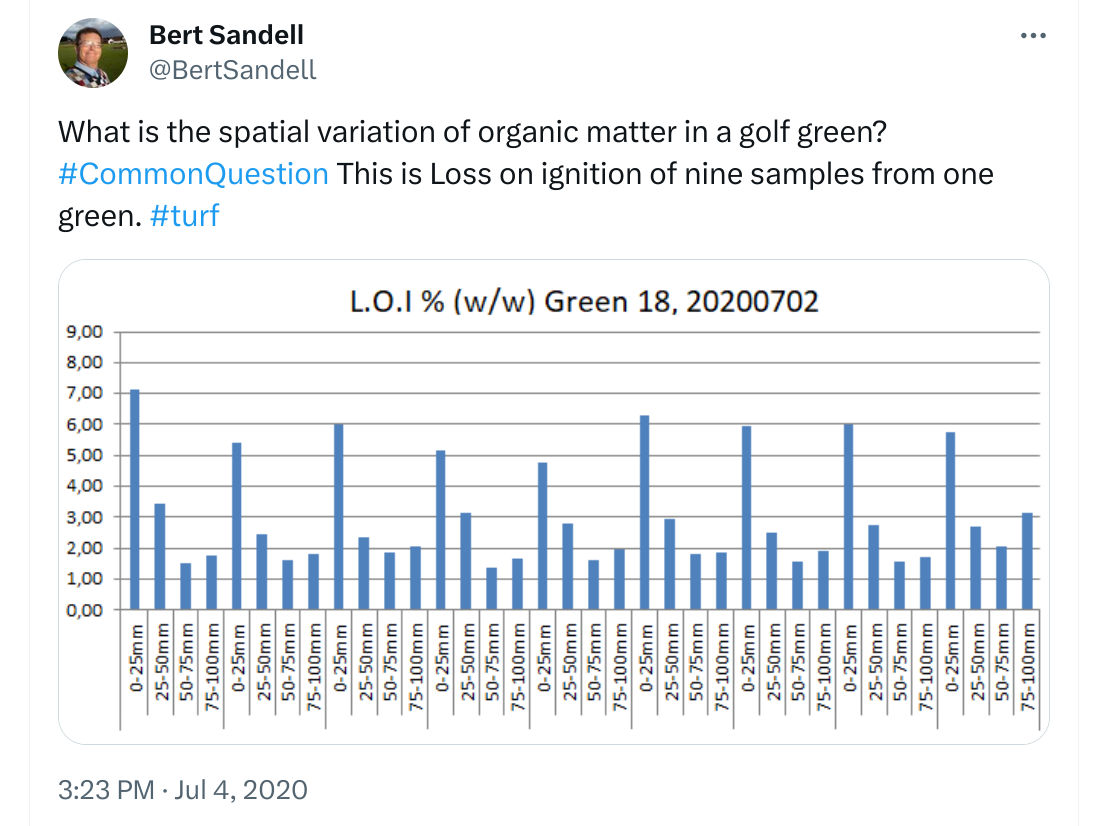 Bert Sandell
@BertSandell
What is the spatial variation of organic matter in a golf green?
#CommonQuestion This is Loss on ignition of nine samples from one
green. #turf
L.O.I % (w/w) Green 18, 20200702
9,00
8,00
7,00
6,00
5,00
4,00
3,00
2,00
1,00
0,00
0-25mm
25-50mm
50-75mm
75-100mm
0-25mm
25-50mm
50-75mm
75-100mm
0-25mm
25-50mm
50-75mm
75-100mm
0-25mm
25-50mm
50-75mm
75-100mm
0-25mm
25-50mm
50-75mm
75-100mm
0-25mm
25-50mm
50-75mm
75-100mm
0-25mm
25-50mm
50-75mm
75-100mm
0-25mm
25-50mm
50-75mm
75-100mm
0-25mm
25-50mm
50-75mm
75-100mm
3:23 PM · Jul 4, 2020